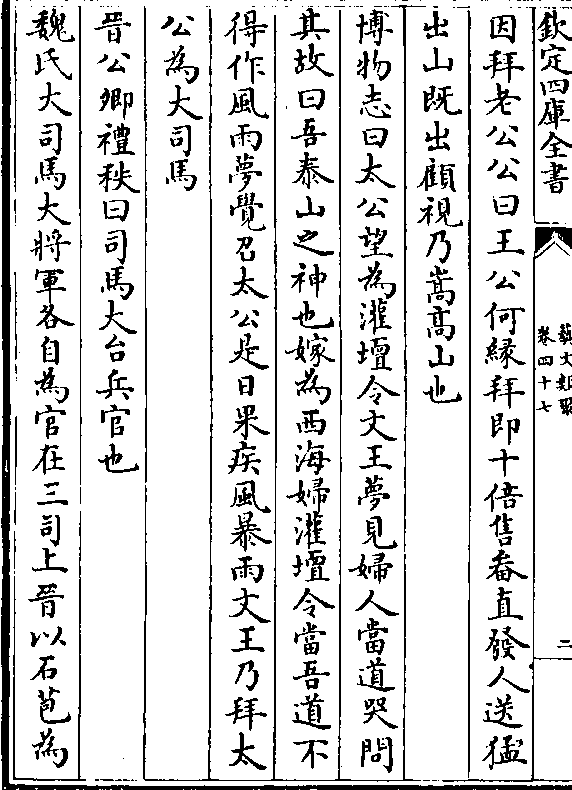 欽定四庫全書
藝文類聚
卷四十七
二
因拜老公公曰王公何緣拜即十倍售畚直發人送猛
出山既出顧視乃嵩高山也
博物志曰太公望為灌壇令文王夢見婦人當道哭問
其故曰吾泰山之神也嫁為西海婦灌壇令當吾道不
得作風雨夢覺召太公是日果疾風暴雨文王乃拜太
公為大司馬
晉公卿禮秩曰司馬大台兵官也
魏氏大司馬大將軍各自為官在三司上晉以石苞為